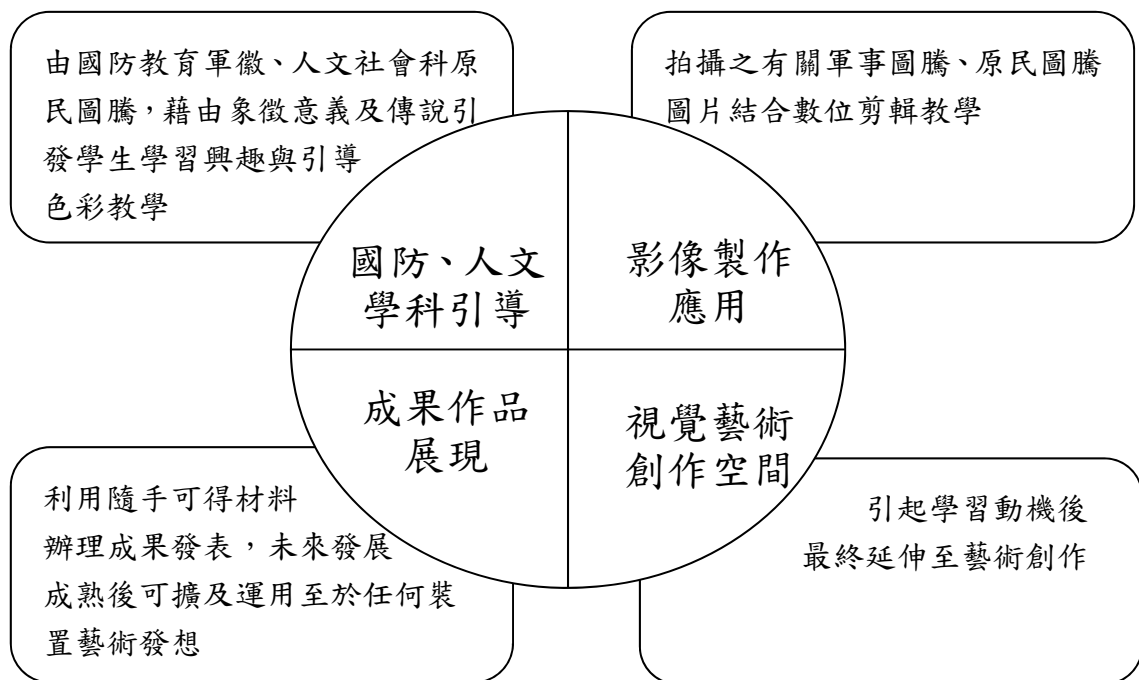 由國防教育軍徽、人文社會科原
民圖騰，藉由象徵意義及傳說引
發學生學習興趣與引導
色彩教學
拍攝之有關軍事圖騰、原民圖騰
圖片結合數位剪輯教學
國防、人文
學科引導
影像製作
應用
成果作品
展現
視覺藝術
創作空間
利用隨手可得材料
辦理成果發表，未來發展
成熟後可擴及運用至於任何裝
置藝術發想
引起學習動機後
最終延伸至藝術創作